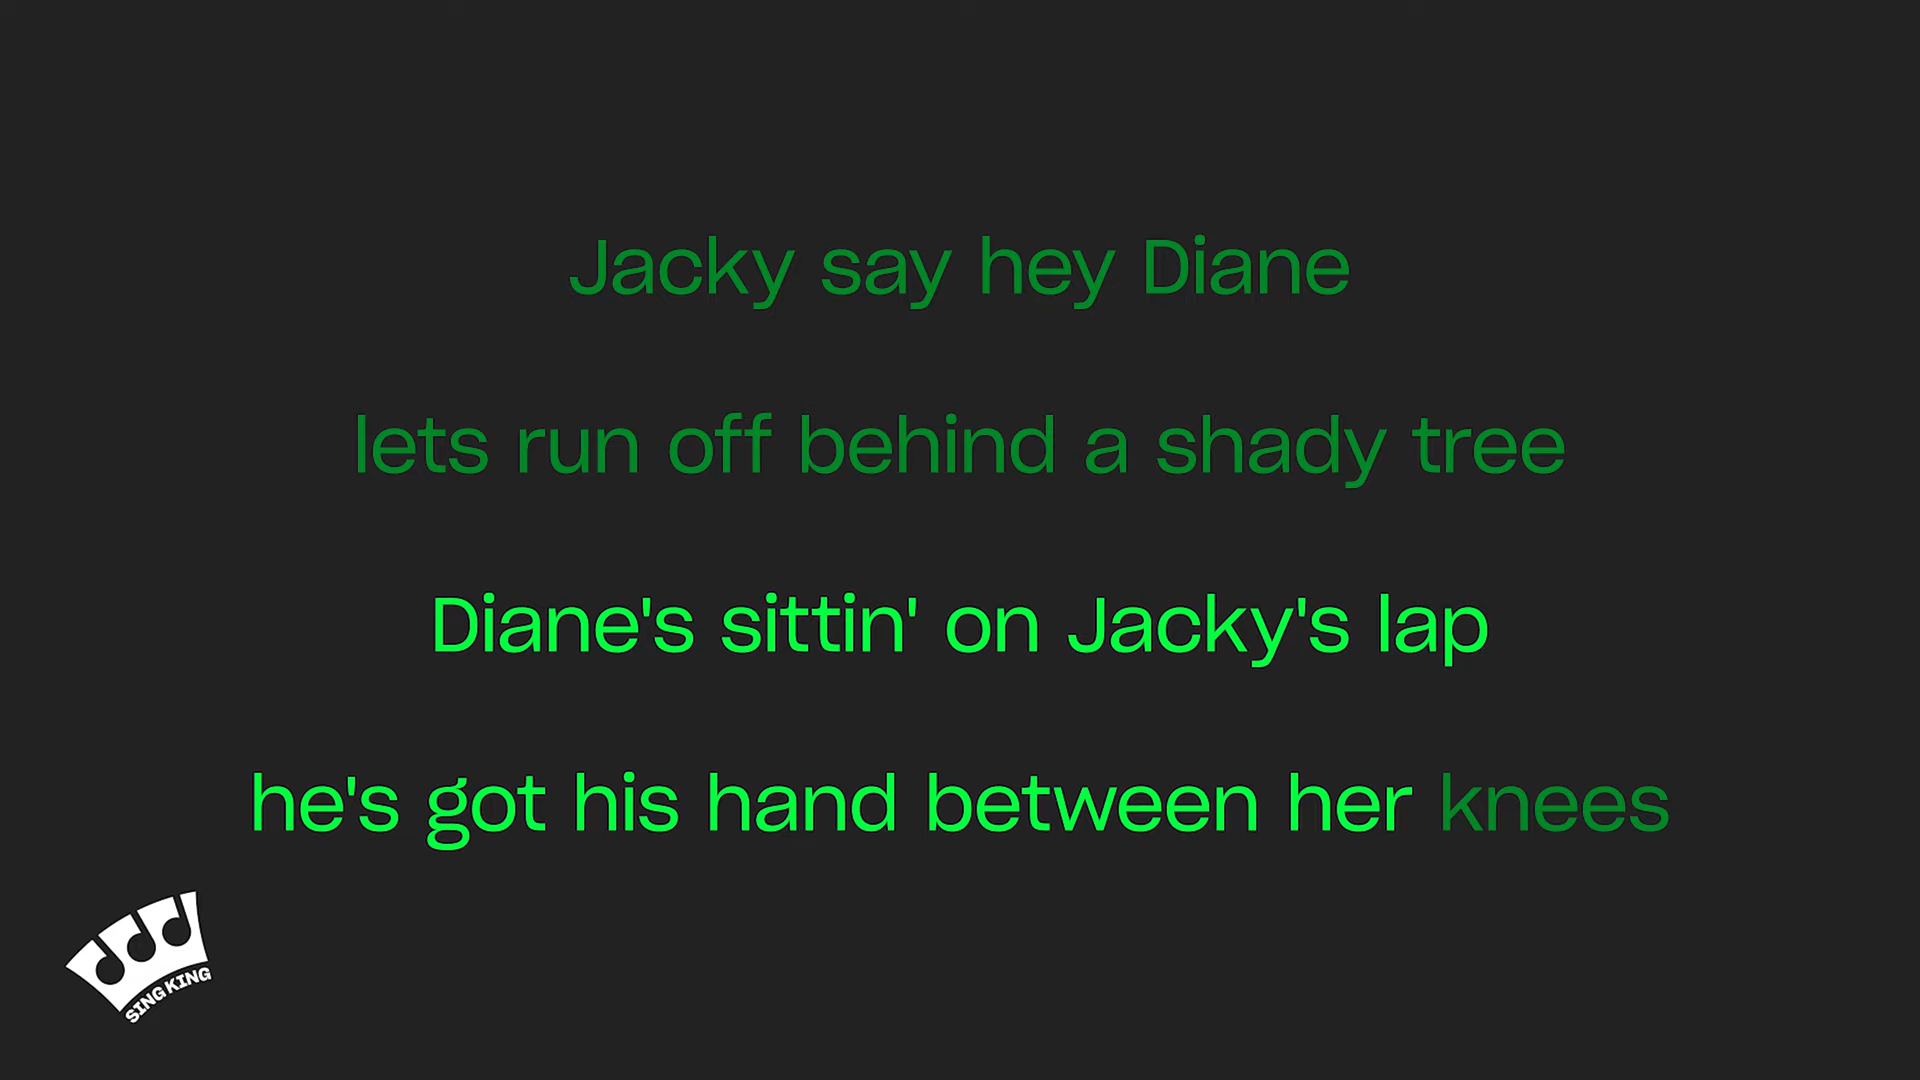 Jacky say hey Diane
lets run off behind a shady tree
Diane's sittin' on Jacky's lap
he's got his hand between her knees
SING KING